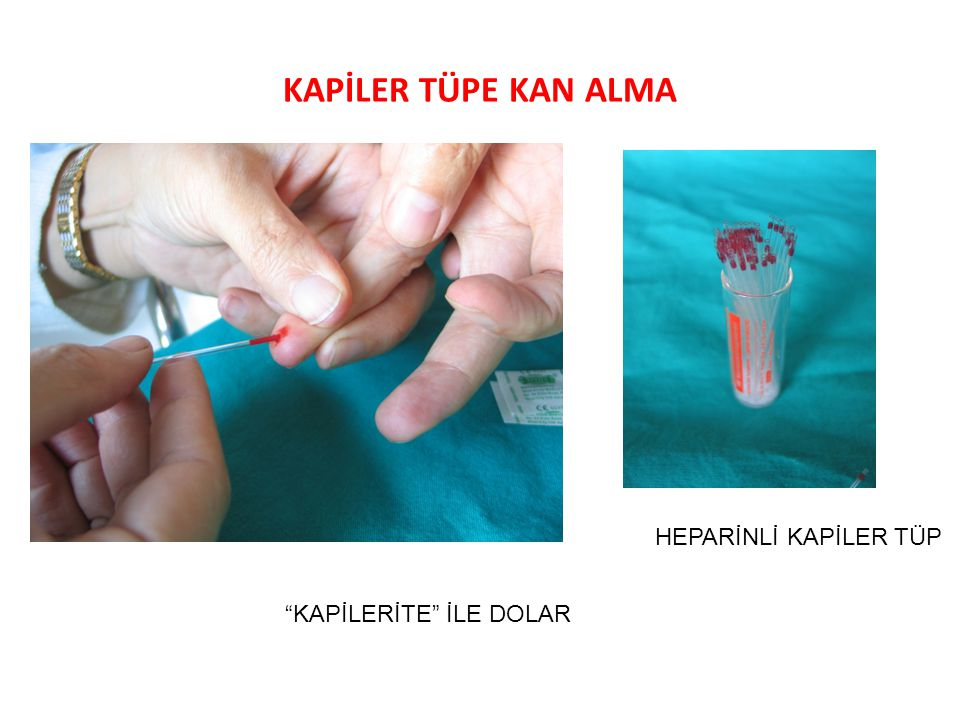 KAPİLER TÜPE KAN ALMA
HEPARİNLİ KAPİLER TÜP
“KAPİLERİTE” İLE DOLAR